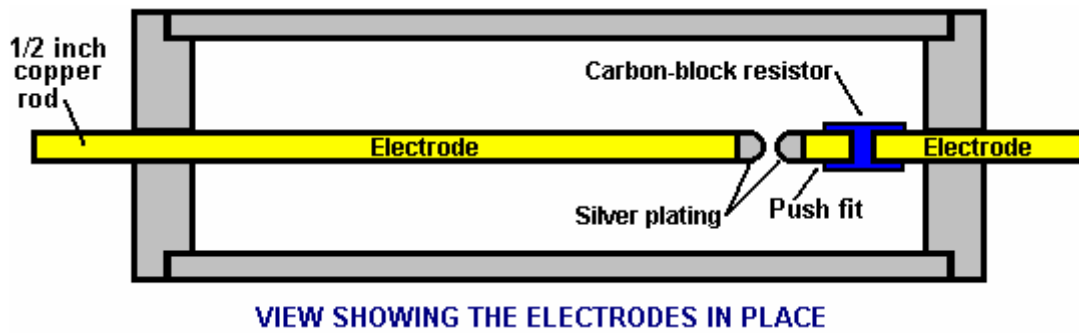 1/2 inch
copper
rod
Carbon-block resistor
Electrode
Electrode
Silver plating
Push fit
VIEW SHOWING THE ELECTRODES IN PLACE